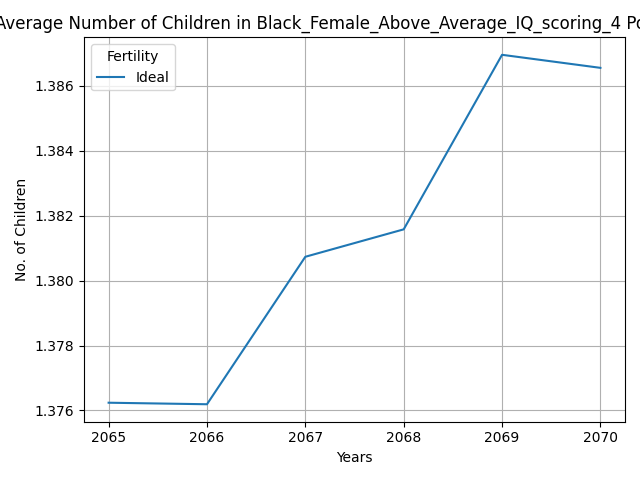 Average Number of Children in Black_Female_Above_Average_IQ_scoring_4 Po
Fertility
Ideal
1.386
1.384
1.382
1.380
1.378
1.376
No. of Children
2065 2066 2067 2068 2069 2070
Years